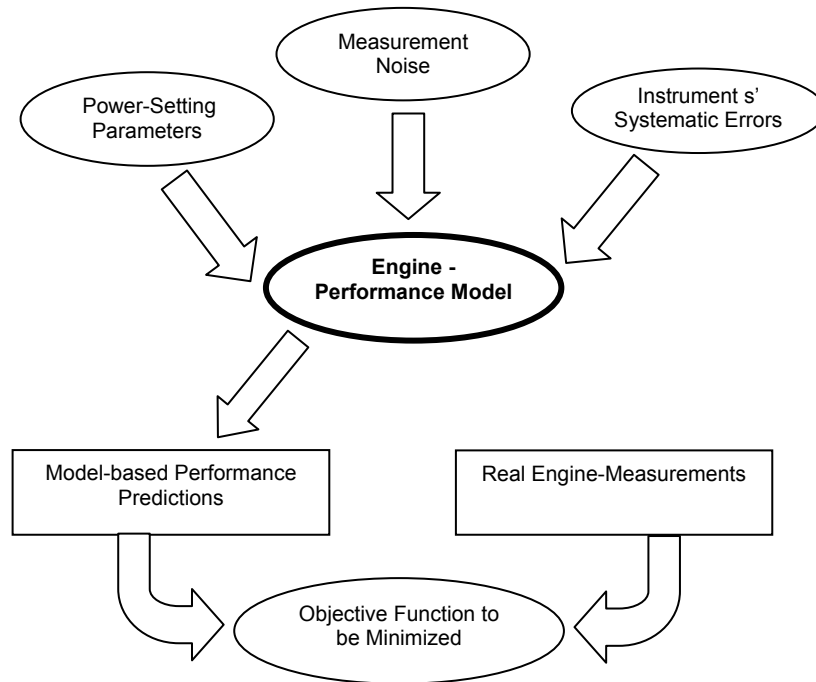 Measurement
Noise
Power-Setting
Parameters
Instrument s'
Systematic Errors
Engine -
Performance Model
Model-based Performance
Predictions
Real Engine-Measurements
Objective Function to
be Minimized